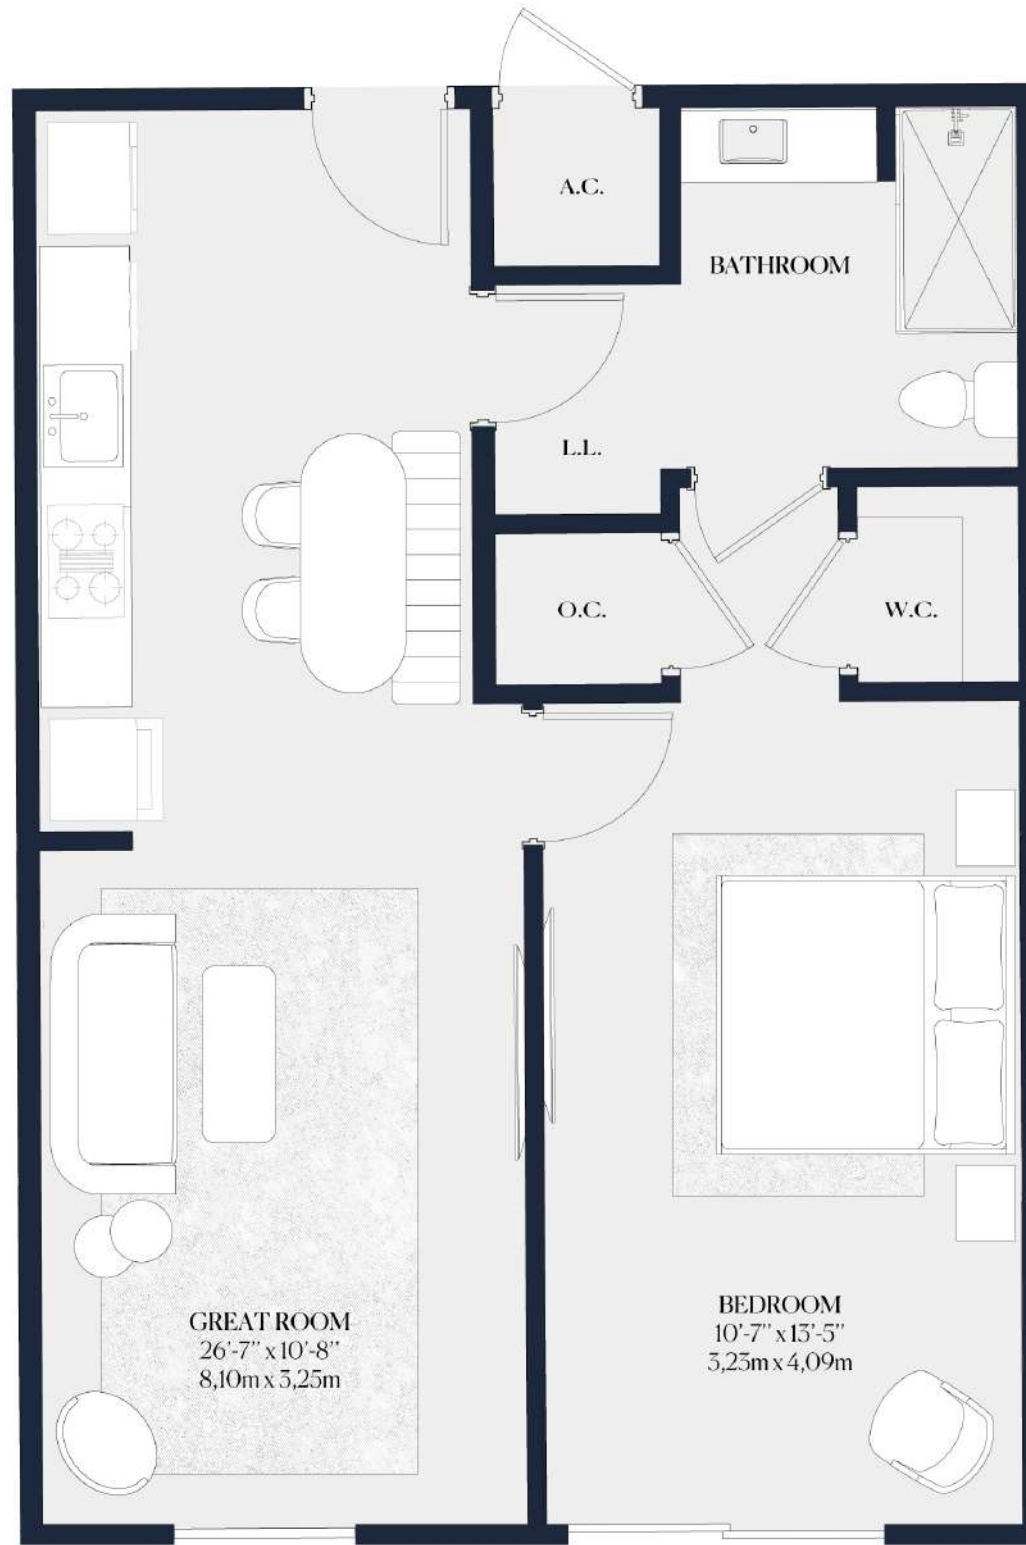 A.C.
BATHROOM
L.L.
O.C.
W.C.
GREAT ROOM
26'-7" x 10'-8"
8,10m x 3,25m
BEDROOM
10'-7" x 13'-5"
3,23m x 4,09m